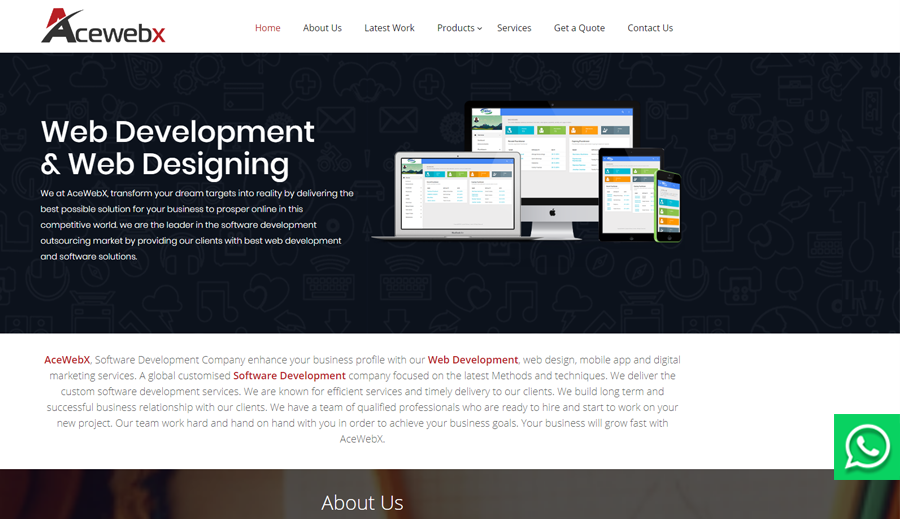 Acewebx
Home About Us Latest Work Products Services Get a Quote Contact Us
Web Development
& Web Designing
We at AceWebX, transform your dream targets into reality by delivering the
best possible solution for your business to prosper online in this
competitive world. we are the leader in the software development
outsourcing market by providing our clients with best web development
and software solutions.
AceWebX, Software Development Company enhance your business profile with our Web Development, web design, mobile app and digital
marketing services. A global customised Software Development company focused on the latest Methods and techniques. We deliver the
custom software development services. We are known for efficient services and timely delivery to our clients. We build long term and
successful business relationship with our clients. We have a team of qualified professionals who are ready to hire and start to work on your
new project. Our team work hard and hand on hand with you in order to achieve your business goals. Your business will grow fast with
AceWebX.
About Us